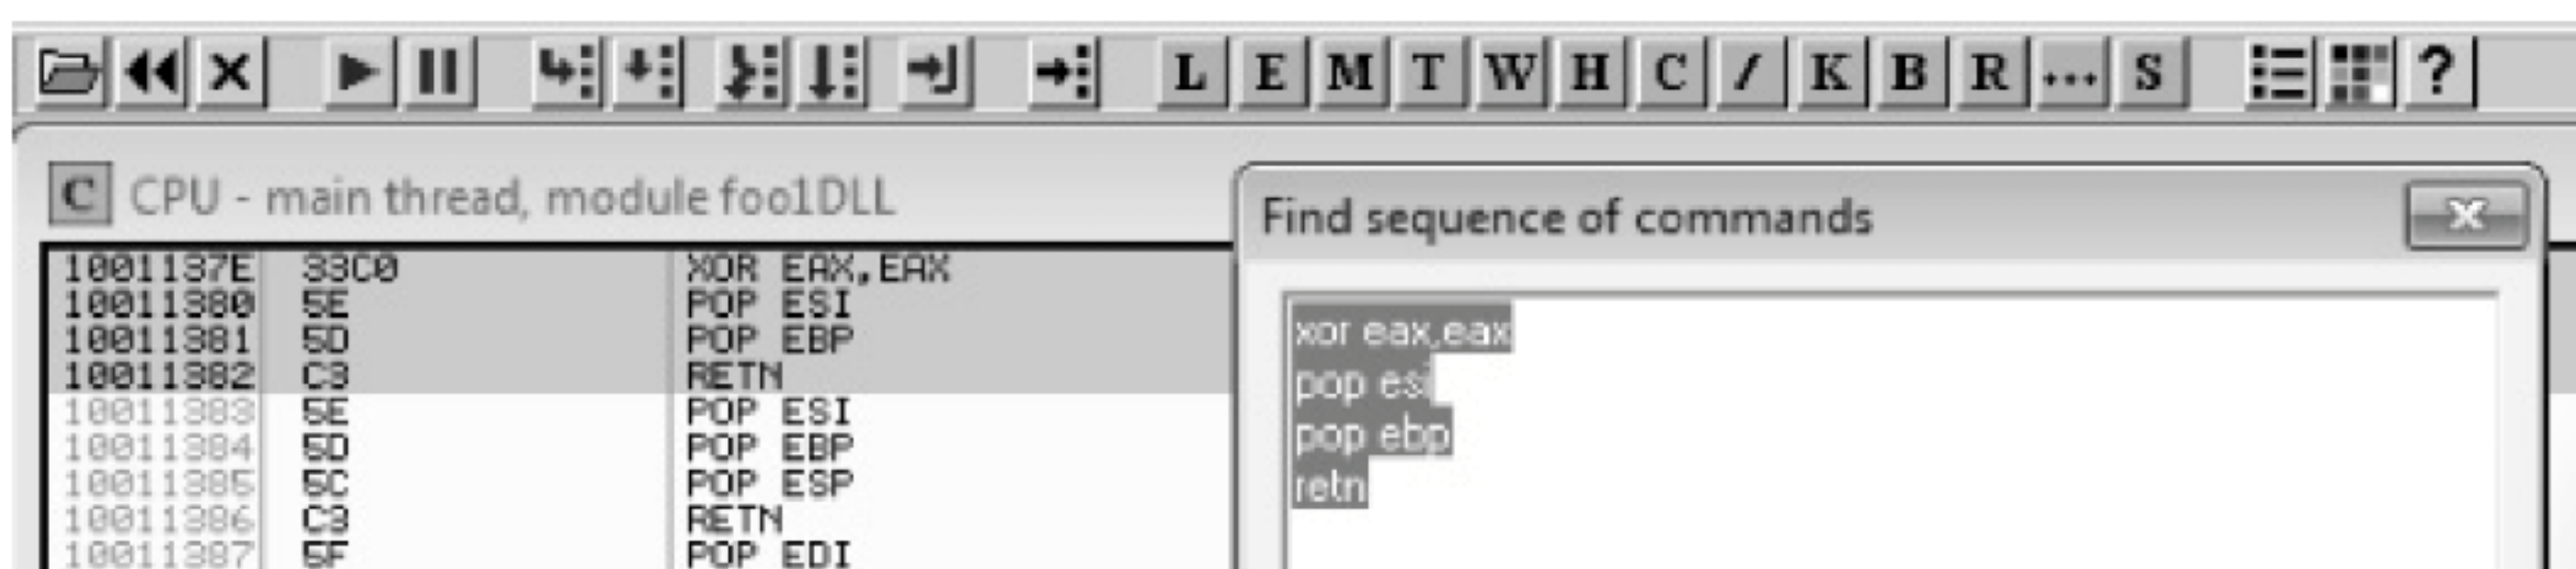 L E M T W H C / K B R ... S ?
C CPU - main thread, module foo1DLL
Find sequence of commands
1001137E 33C0 XOR EAX,EAX
10011380 5E POP ESI
10011381 5D POP EBP
10011382 C3 RETN
10011383 5E POP ESI
10011384 5D POP EBP
10011385 5C POP ESP
10011386 C3 RETN
10011387 5F POP EDI
xor eax,eax
pop esi
pop ebp
retn